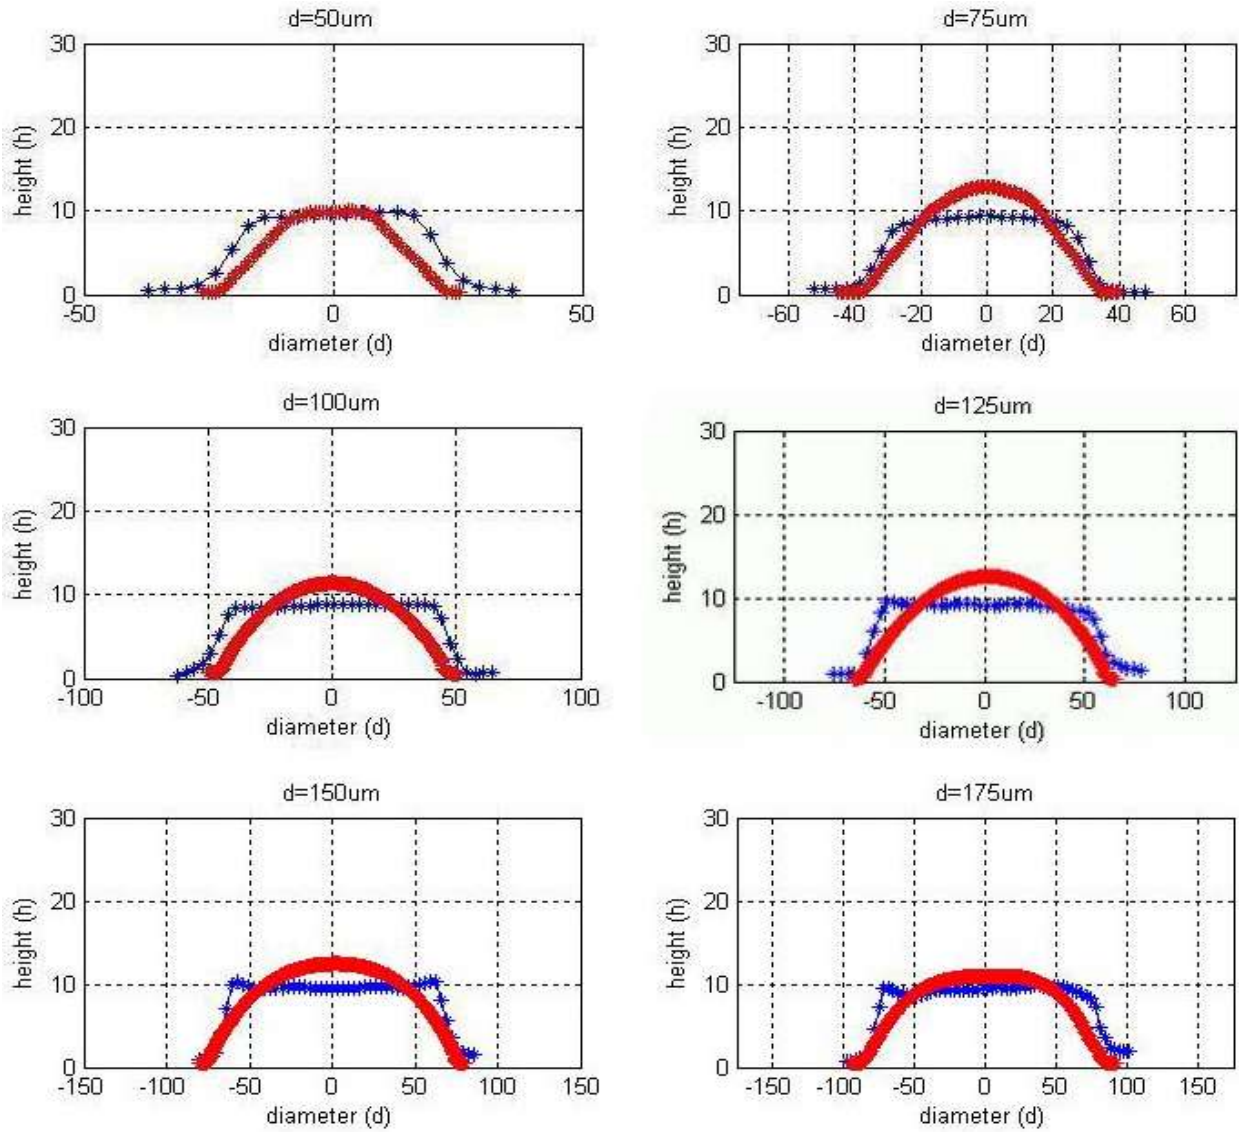 d=50um
30
20
10
0
-50 0 50
height (h)
diameter (d)
d=75um
30
20
10
0
-60 -40 -20 0 20 40 60
height (h)
diameter (d)
d=100um
30
20
10
0
-100 -50 0 50 100
height (h)
diameter (d)
d=125um
30
20
10
0
-100 -50 0 50 100
height (h)
diameter (d)
d=150um
30
20
10
0
-150 -100 -50 0 50 100 150
height (h)
diameter (d)
d=175um
30
20
10
0
-150 -100 -50 0 50 100 150
height (h)
diameter (d)